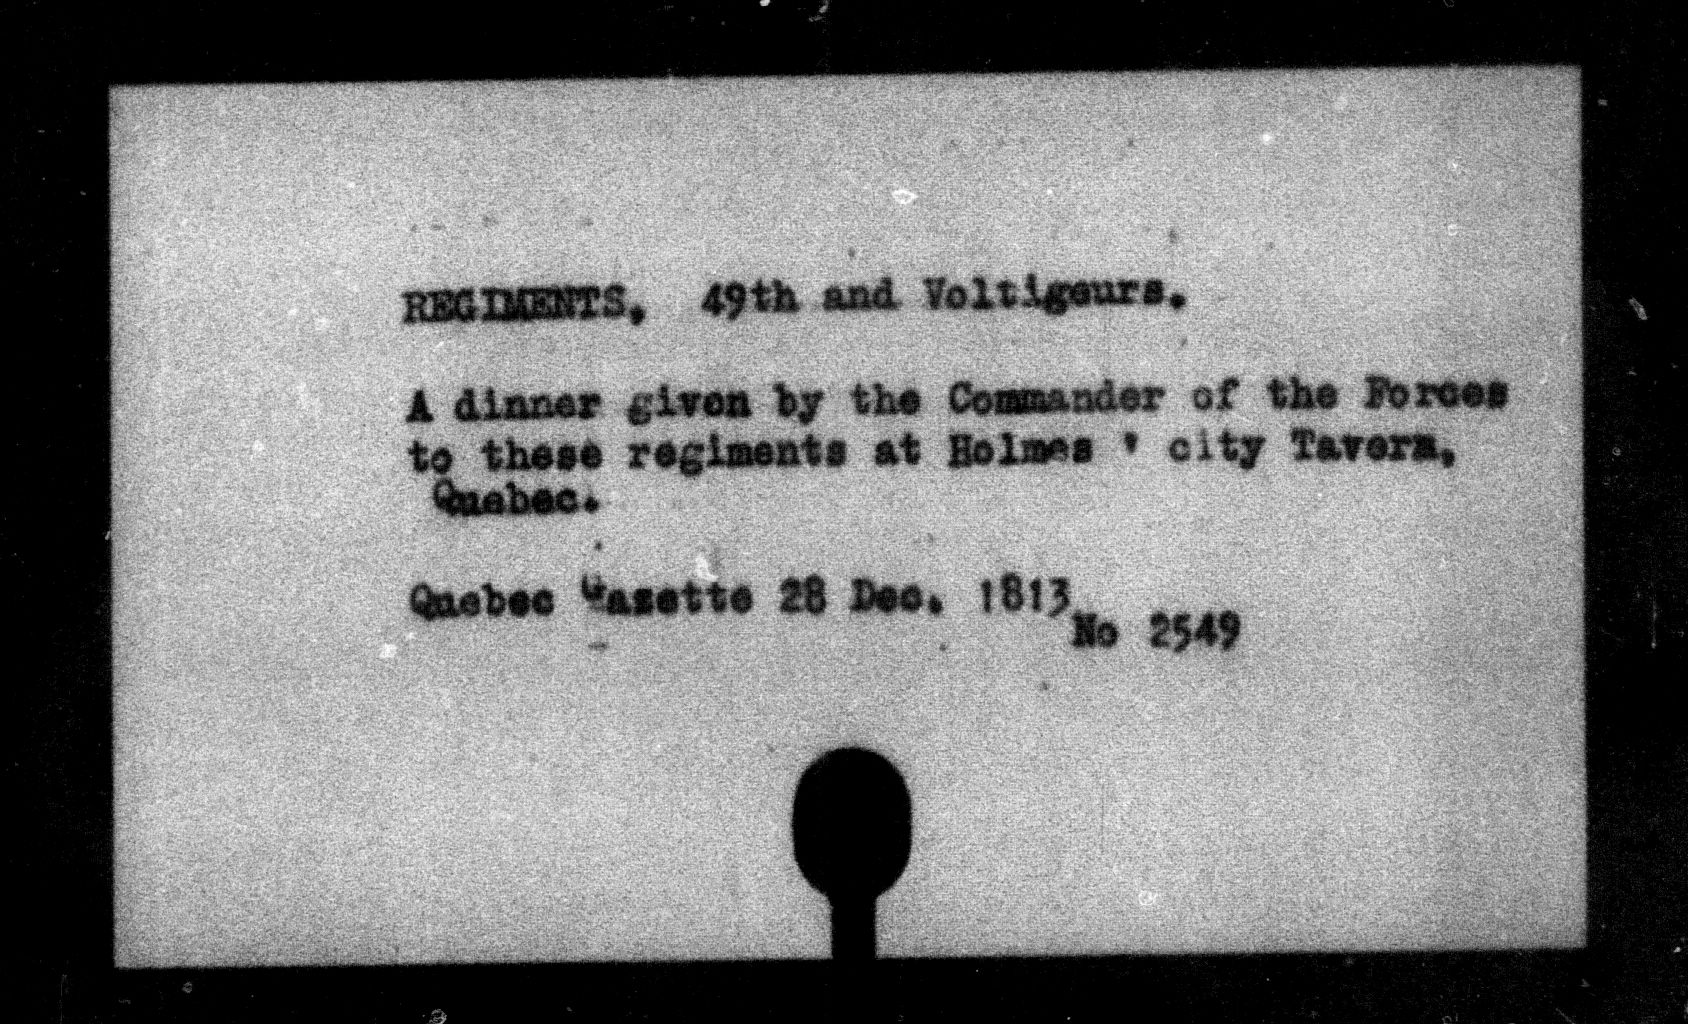 REGIMENTS, 49th and Voltigeurs.
A dinner given by the Commander of the Forces
to these regiments at Holmes ' city Tavern,
Quebec.
Quebec Gazette 28 Dec. 1813
No 2549